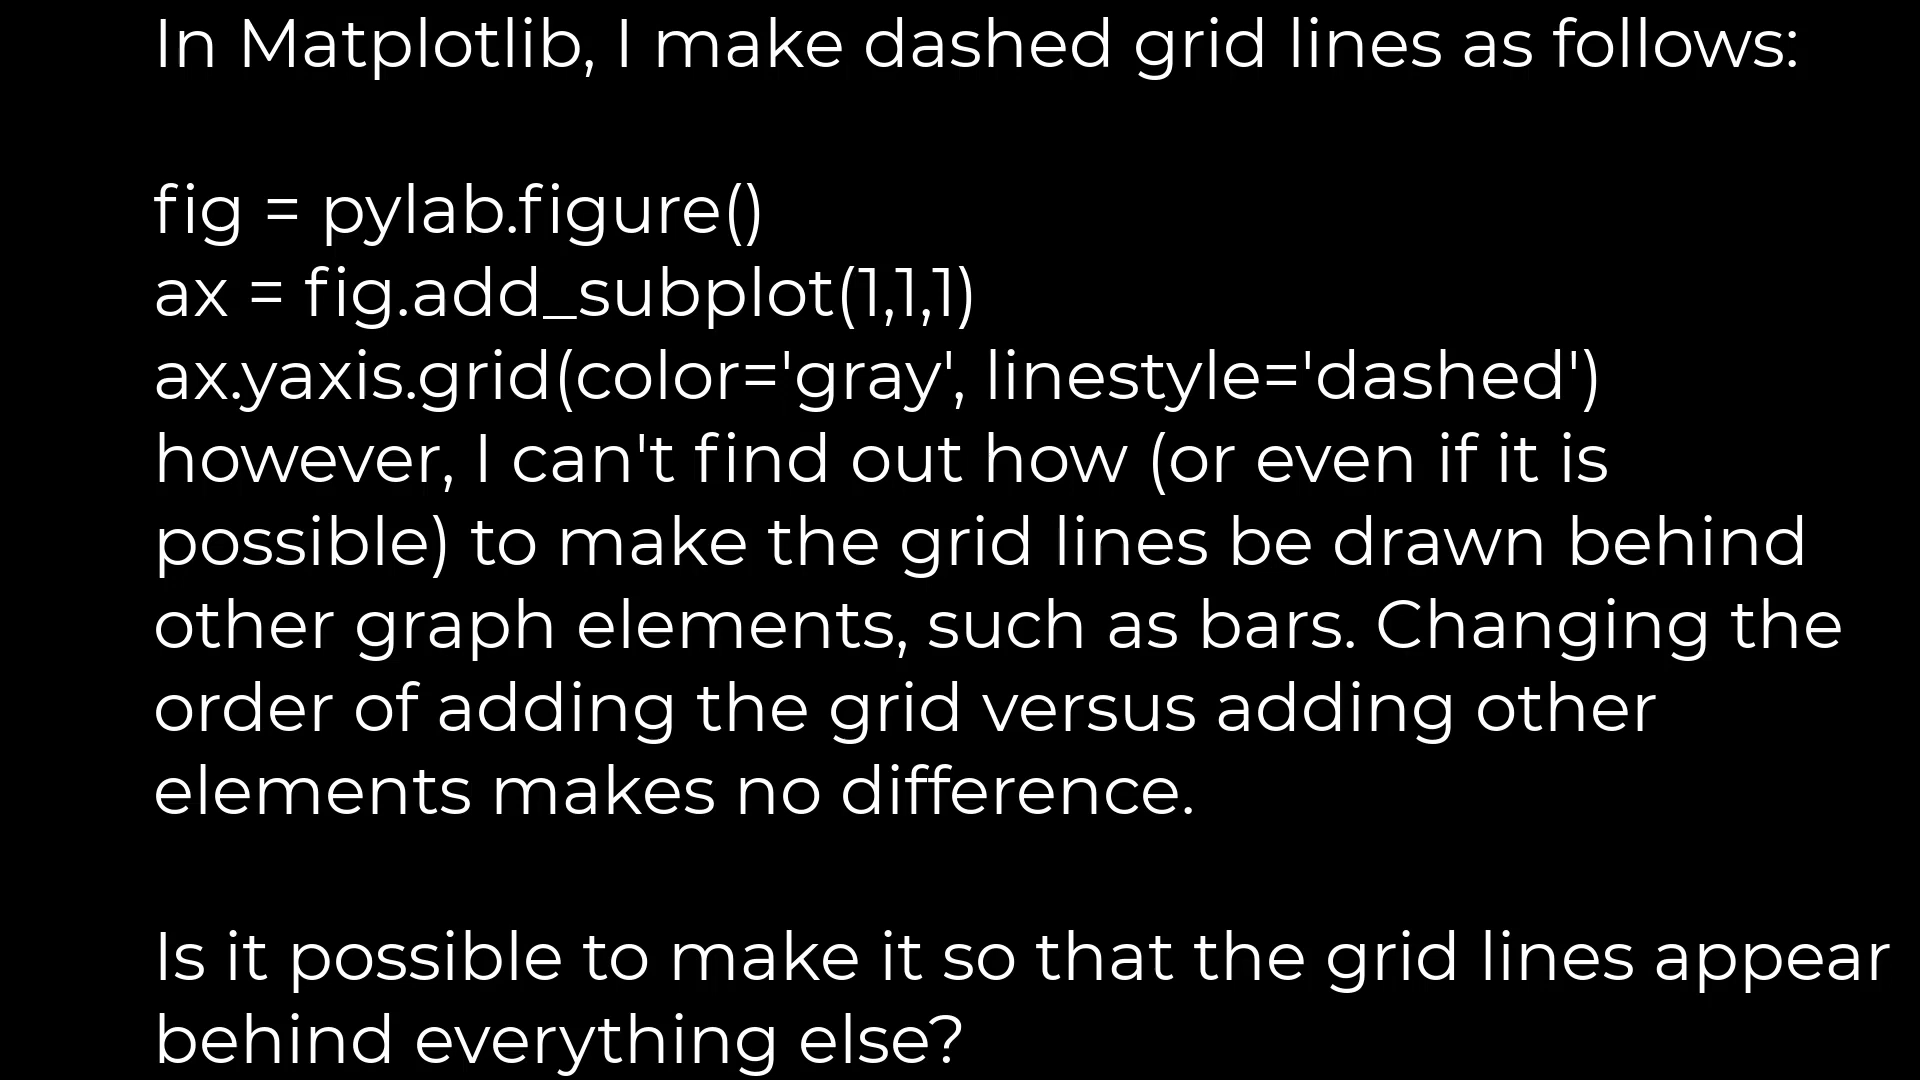 In Matplotlib, I make dashed grid lines as follows:
fig = pylab.figure()
ax = fig.add_subplot(1,1,1)
ax.yaxis.grid(color='gray', linestyle='dashed')
however, I can't find out how (or even if it is
possible) to make the grid lines be drawn behind
other graph elements, such as bars. Changing the
order of adding the grid versus adding other
elements makes no difference.
Is it possible to make it so that the grid lines appear
behind everything else?